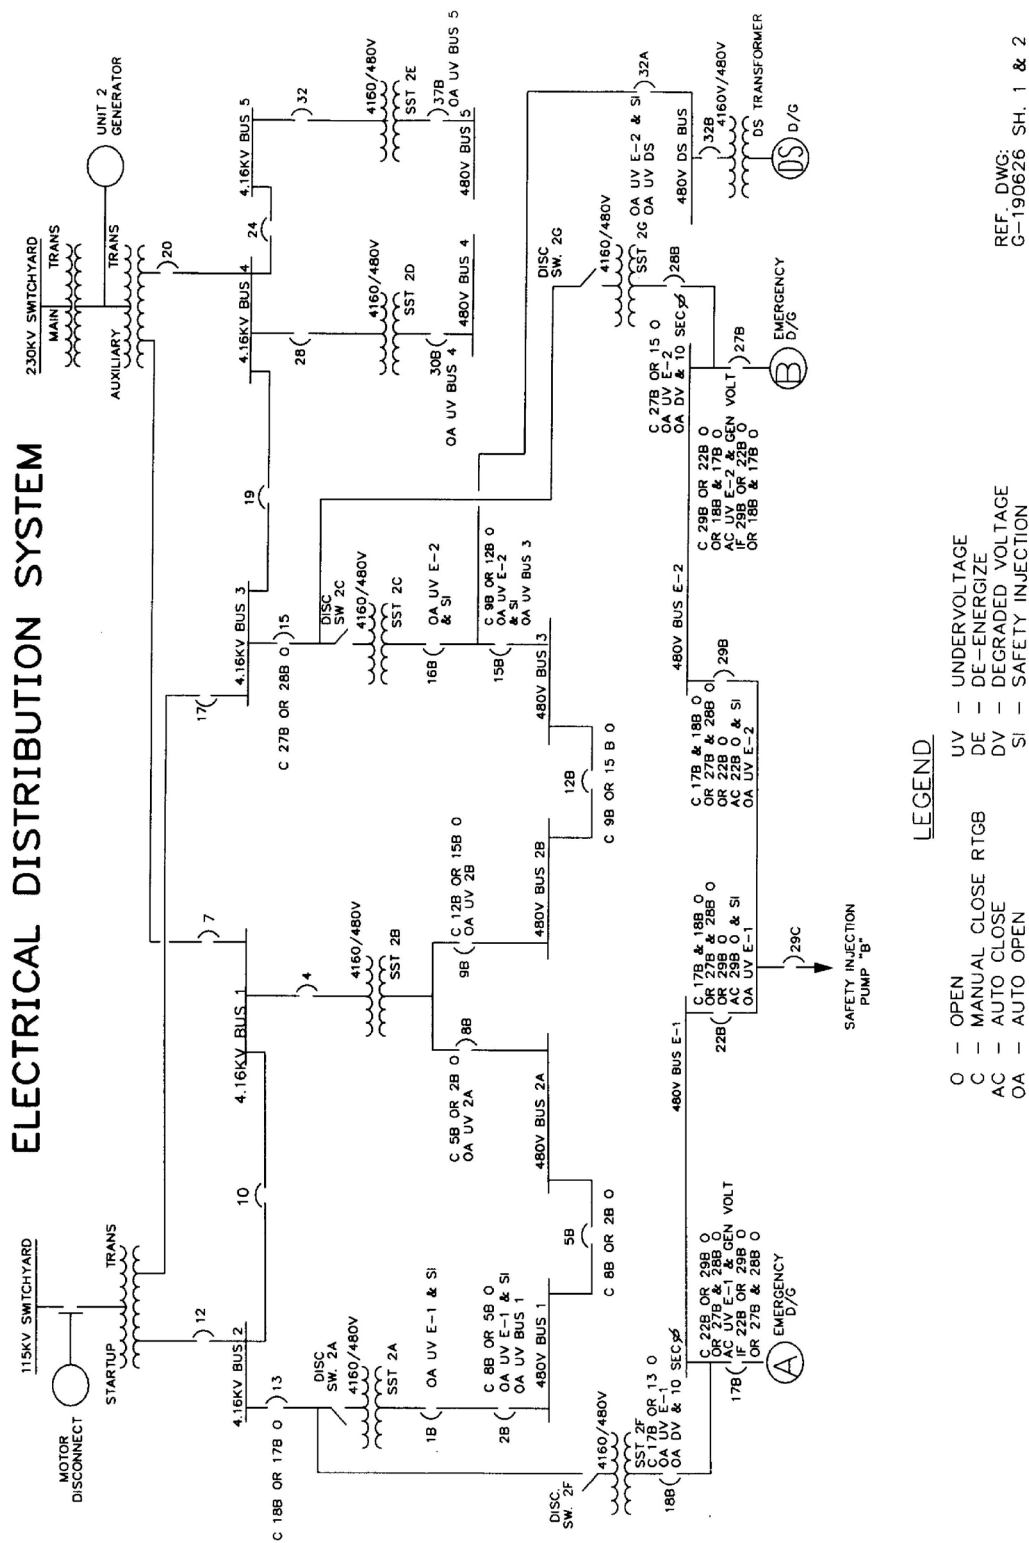 ELECTRICAL DISTRIBUTION SYSTEM
115KV SWITCHYARD
MOTOR
DISCONNECT
STARTUP
TRANS
230KV SWITCHYARD
MAIN
TRANS
UNIT 2
GENERATOR
AUXILIARY
TRANS
12
17
7
20
4.16KV BUS 2
10
4.16KV BUS 1
4.16KV BUS 3
19
4.16KV BUS 4
24
4.16KV BUS 5
C 18B OR 17B O
13
4
C 27B OR 28B O
15
28
32
DISC
SW. 2A
4160/480V
SST 2A
4160/480V
SST 2B
DISC
SW 2C
4160/480V
SST 2C
4160/480V
SST 2D
4160/480V
SST 2E
1B
OA UV E-1 & SI
2B
C 8B OR 5B O
OA UV E-1 & SI
OA UV BUS 1
C 5B OR 2B O
OA UV 2A
8B
9B
C 12B OR 15B O
OA UV 2B
16B
OA UV E-2
& SI
15B
C 9B OR 12B O
OA UV E-2
& SI
OA UV BUS 3
30B
OA UV BUS 4
37B
OA UV BUS 5
480V BUS 4
480V BUS 5
480V BUS 1
5B
C 8B OR 2B O
480V BUS 2A
480V BUS 2B
12B
C 9B OR 15 B O
480V BUS 3
DISC.
SW. 2F
4160/480V
SST 2F
18B
C 17B OR 13 O
OA UV E-1
OA DV & 10 SECø
DISC
SW. 2G
4160/480V
SST 2G
28B
C 27B OR 15 O
OA UV E-2
OA DV & 10 SECø
OA UV E-2 & SI
OA UV DS
32A
480V DS BUS
32B
4160V/480V
DS TRANSFORMER
DS
D/G
480V BUS E-1
480V BUS E-2
17B
C 22B OR 29B O
OR 27B & 28B O
AC UV E-1 & GEN VOLT
IF 22B OR 29B O
OR 27B & 28B O
A
EMERGENCY
D/G
22B
C 17B & 18B O
OR 27B & 28B O
OR 29B O
AC 29B O & SI
OA UV E-1
C 17B & 18B O
OR 27B & 28B O
OR 22B O
AC 22B O & SI
OA UV E-2
29B
C 29B OR 22B O
OR 18B & 17B O
AC UV E-2 & GEN VOLT
IF 29B OR 22B O
OR 18B & 17B O
27B
B
EMERGENCY
D/G
29C
SAFETY INJECTION
PUMP "B"
LEGEND
O - OPEN
C - MANUAL CLOSE RTGB
AC - AUTO CLOSE
OA - AUTO OPEN
UV - UNDERVOLTAGE
DE - DE-ENERGIZE
DV - DEGRADED VOLTAGE
SI - SAFETY INJECTION
REF. DWG:
G-190626 SH. 1 & 2